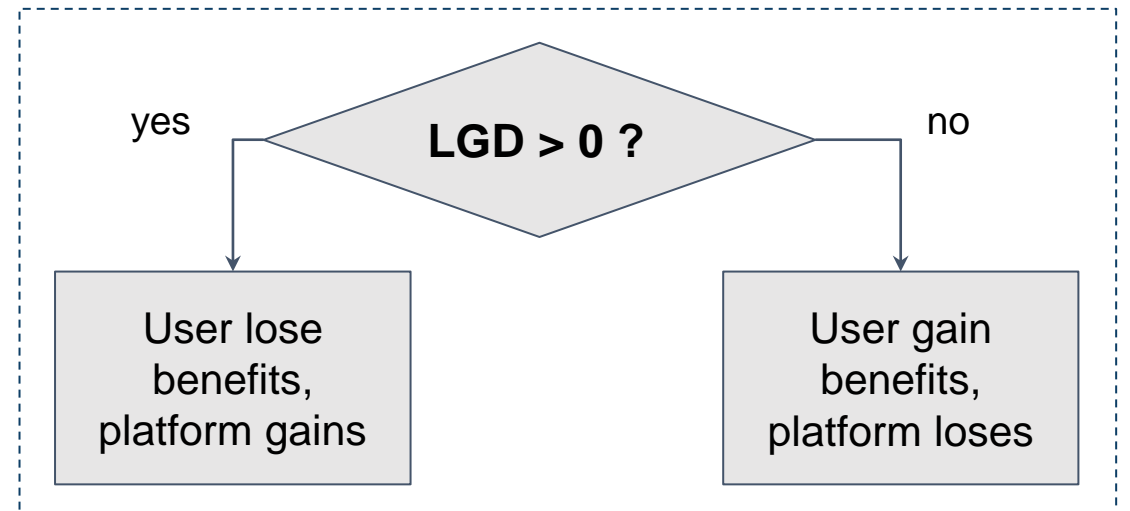 yes
LGD > 0 ?
no
User lose
benefits,
platform gains
User gain
benefits,
platform loses